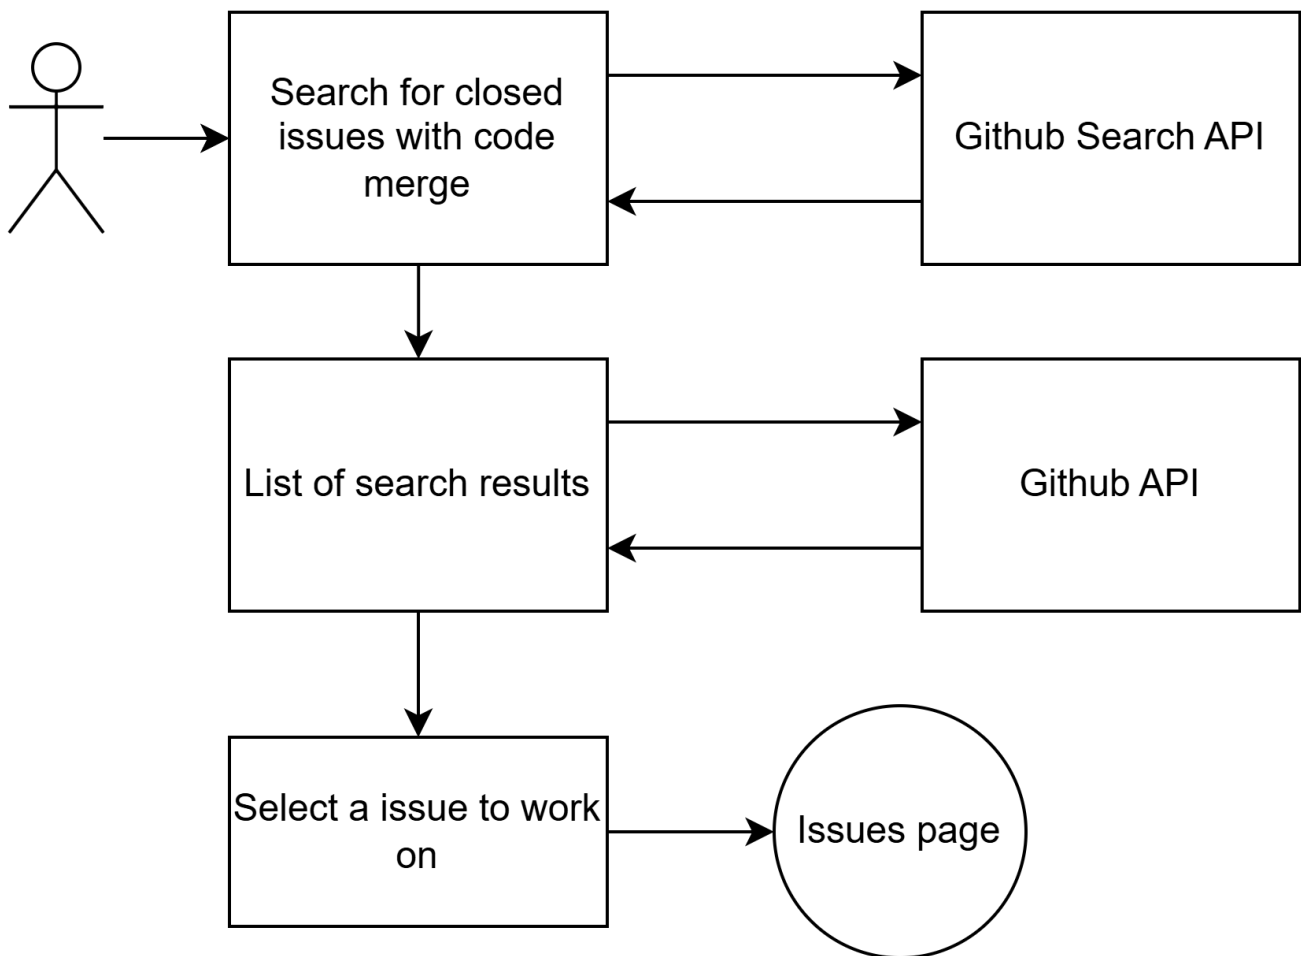 Search for closed
issues with code
merge
Github Search API
List of search results
Github API
Select a issue to work
on
Issues page